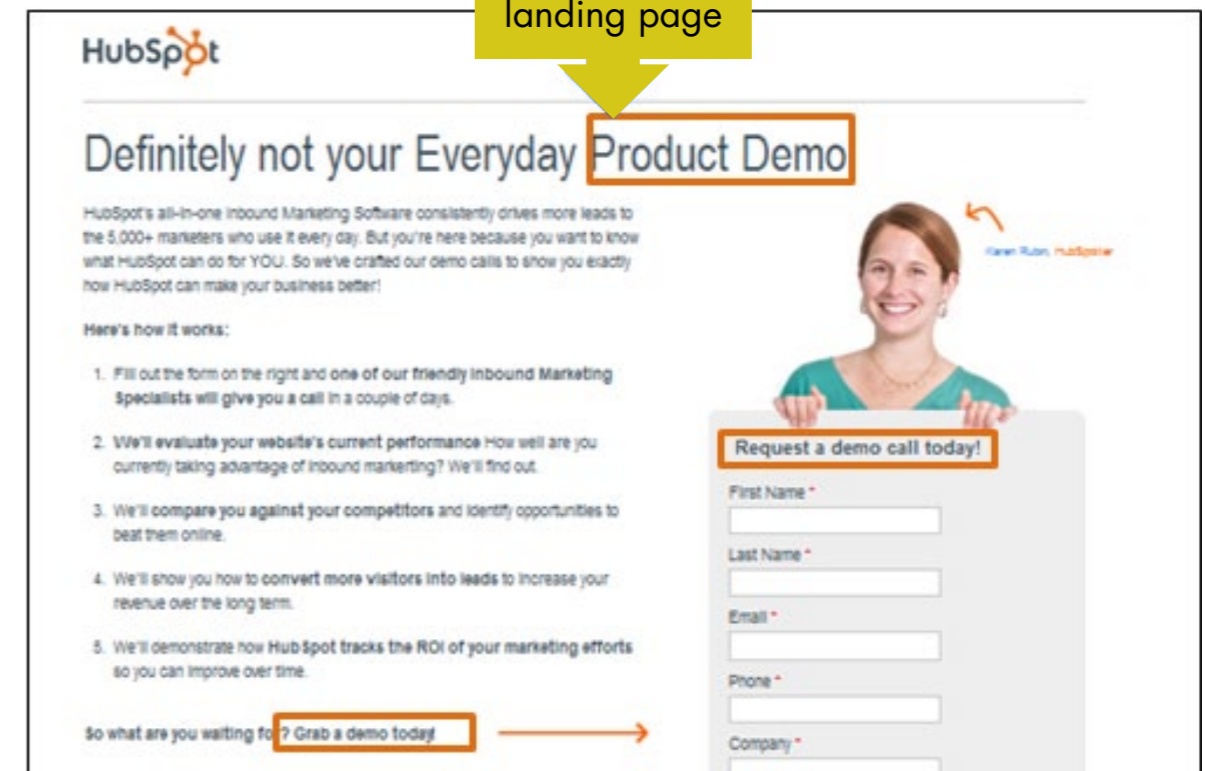 landing page
HubSpot
Definitely not your Everyday Product Demo
HubSpot's all-in-one Inbound Marketing Software consistently drives more leads to
the 5,000+ marketers who use it every day. But you're here because you want to know
what HubSpot can do for YOU. So we've crafted our demo calls to show you exactly
how HubSpot can make your business better!
Here's how it works:
1. Fill out the form on the right and one of our friendly Inbound Marketing
Specialists will give you a call in a couple of days.
2. We'll evaluate your website's current performance How well are you
currently taking advantage of inbound markerting? We'll find out.
3. We'll compare you against your competitors and identify opportunities to
beat them online.
4. We'll show you how to convert more visitors into leads to increase your
revenue over the long term.
5. We'll demonstrate how HubSpot tracks the ROI of your marketing efforts
so you can improve over time.
So what are you waiting for? Grab a demo today!
Karen Rubin, HubSpotter
Request a demo call today!
First Name *
Last Name *
Email *
Phone *
Company *